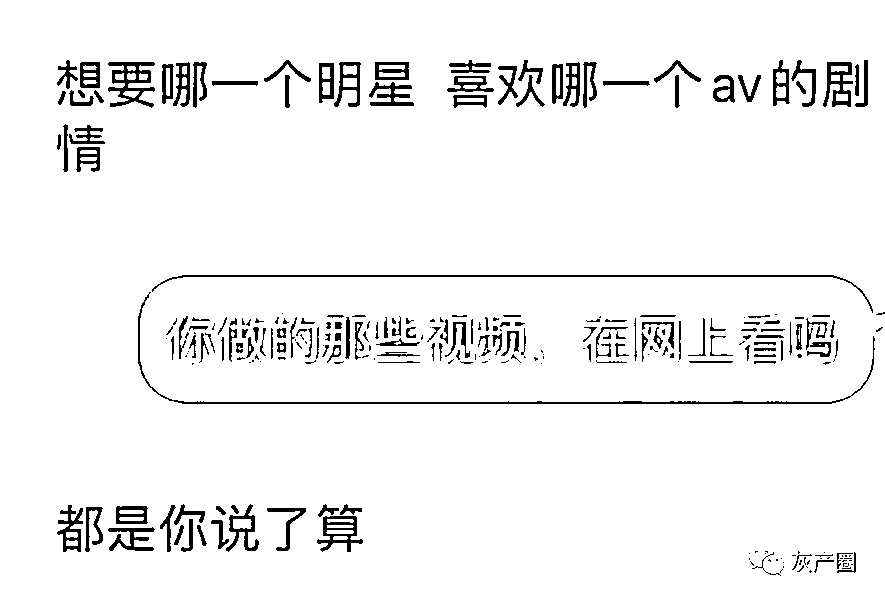 想要哪一个明星 喜欢哪一个av的剧
情
你做的那些视频、在网上看吗
都是你说了算
灰产圈